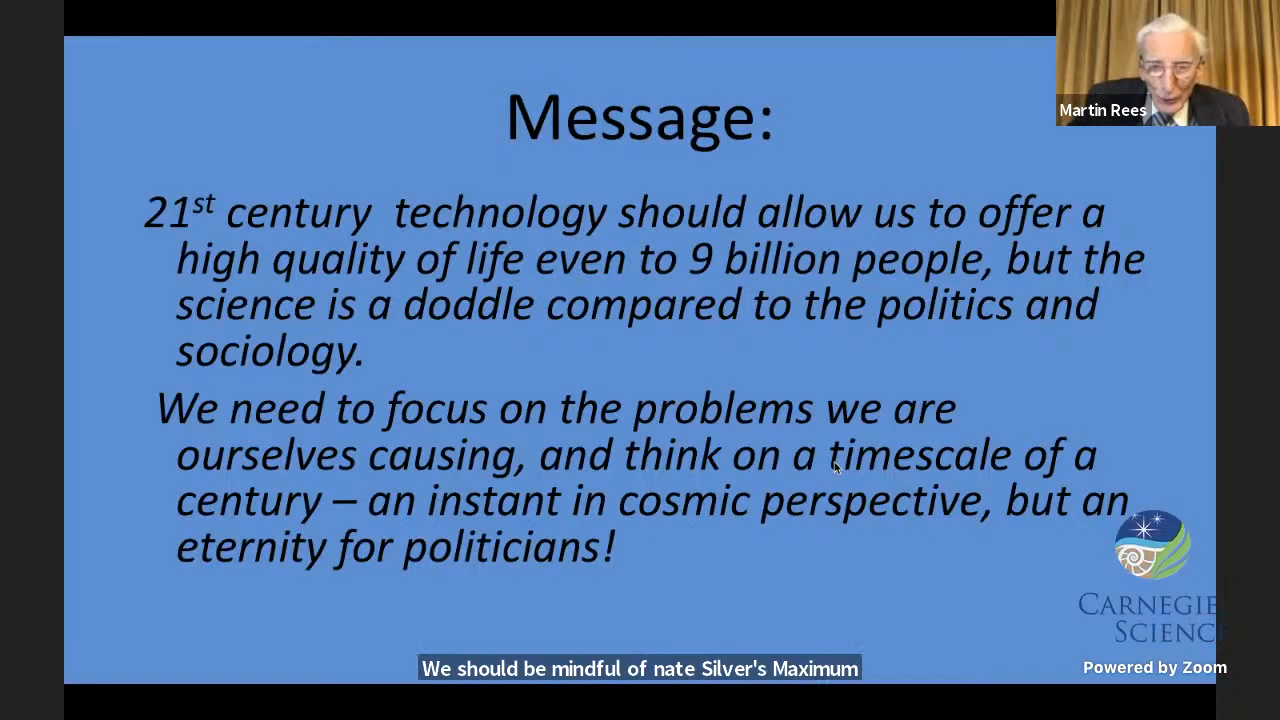 Message:
Martin Rees
21st century technology should allow us to offer a
high quality of life even to 9 billion people, but the
science is a doddle compared to the politics and
sociology.
We need to focus on the problems we are
ourselves causing, and think on a timescale of a
century – an instant in cosmic perspective, but an
eternity for politicians!
CARNEGIE
SCIENC
We should be mindful of nate Silver's Maximum
Powered by Zoom